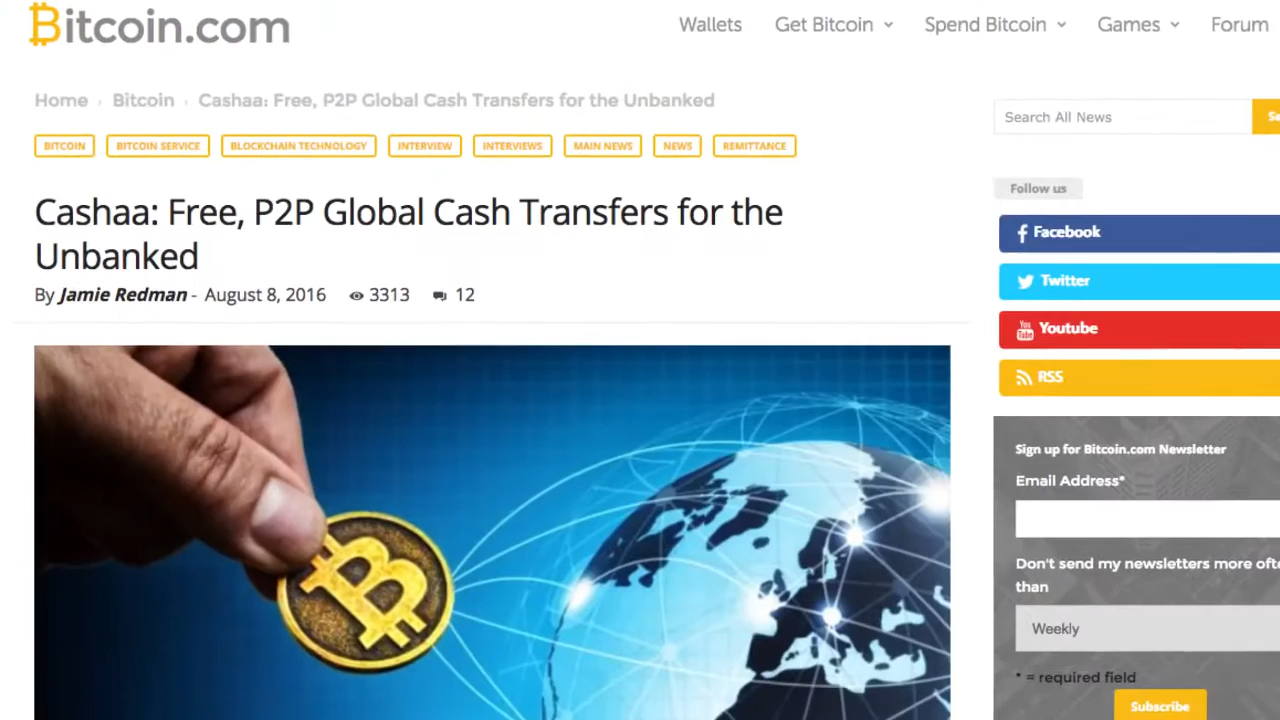 Bitcoin.com
Wallets Get Bitcoin Spend Bitcoin Games Forum
Home › Bitcoin › Cashaa: Free, P2P Global Cash Transfers for the Unbanked
BITCOIN BITCOIN SERVICE BLOCKCHAIN TECHNOLOGY INTERVIEW INTERVIEWS MAIN NEWS NEWS REMITTANCE
Cashaa: Free, P2P Global Cash Transfers for the
Unbanked
By Jamie Redman - August 8, 2016 3313 12
Search All News
Follow us
Facebook
Twitter
Youtube
RSS
Sign up for Bitcoin.com Newsletter
Email Address*
Don't send my newsletters more ofte
than
Weekly
* = required field
Subscribe